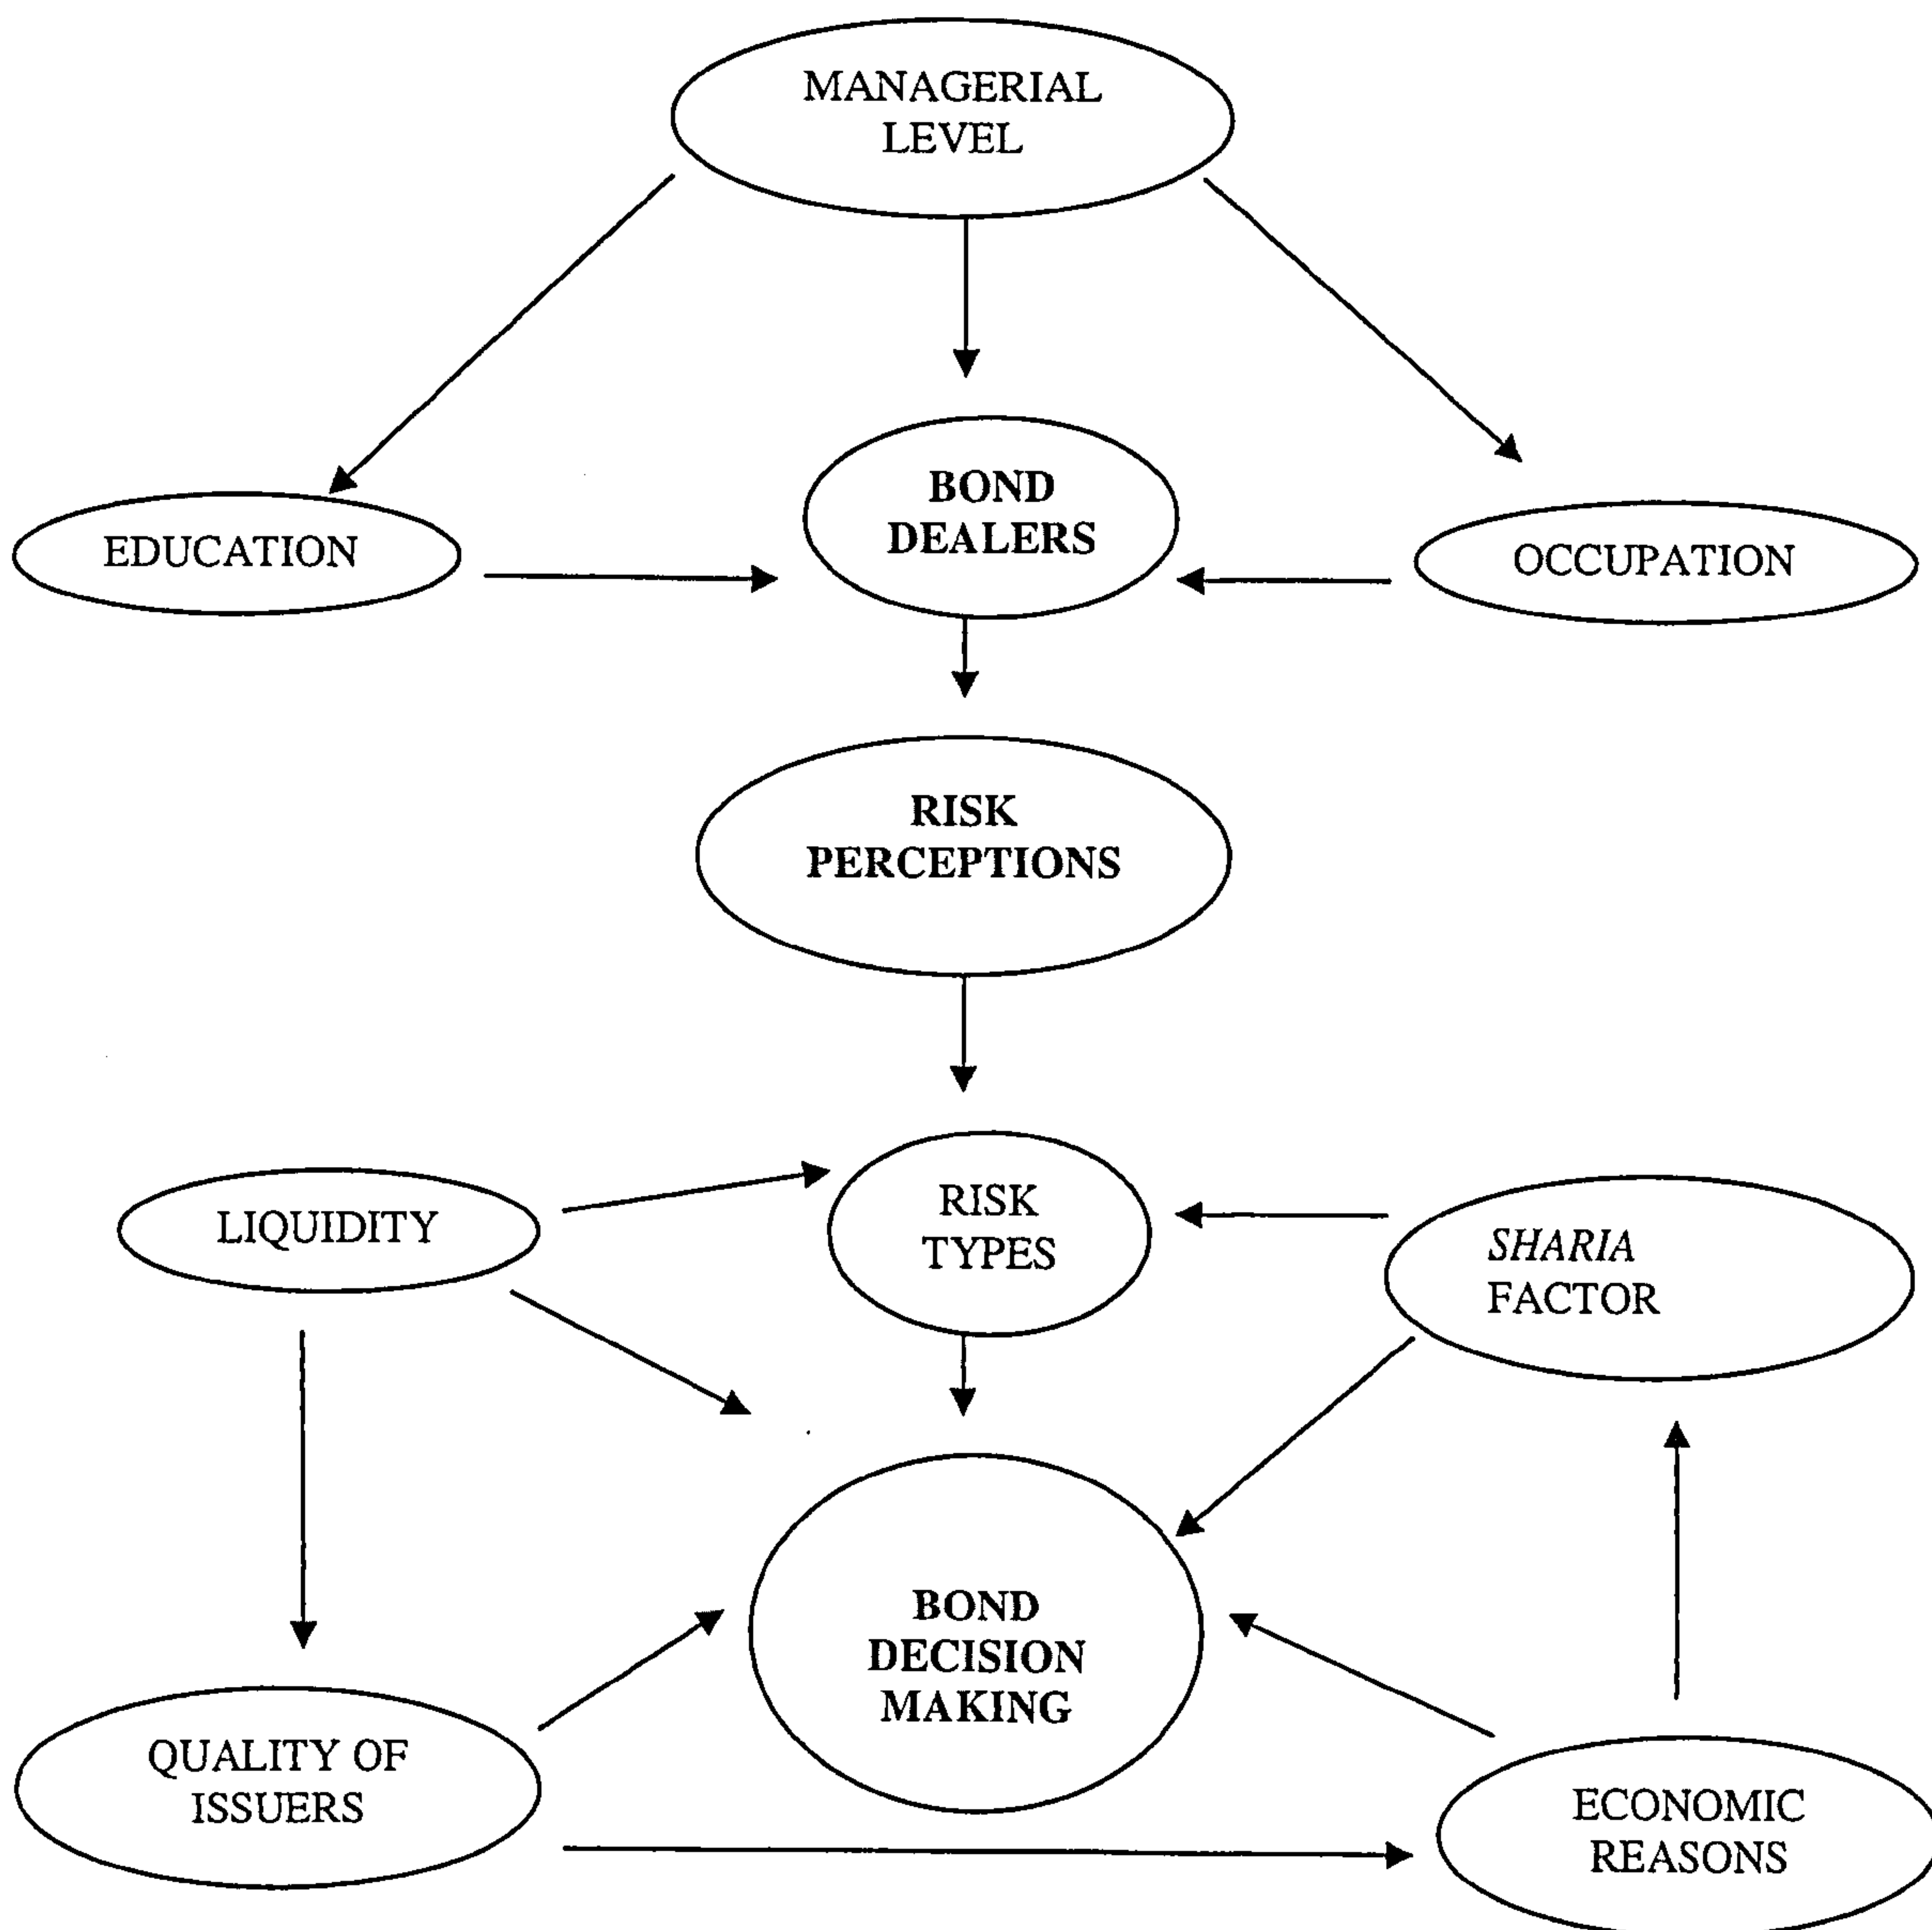 MANAGERIAL
LEVEL
BOND
DEALERS
EDUCATION
OCCUPATION
RISK
PERCEPTIONS
LIQUIDITY
RISK
TYPES
SHARIA
FACTOR
BOND
DECISION
MAKING
QUALITY OF
ISSUERS
ECONOMIC
REASONS